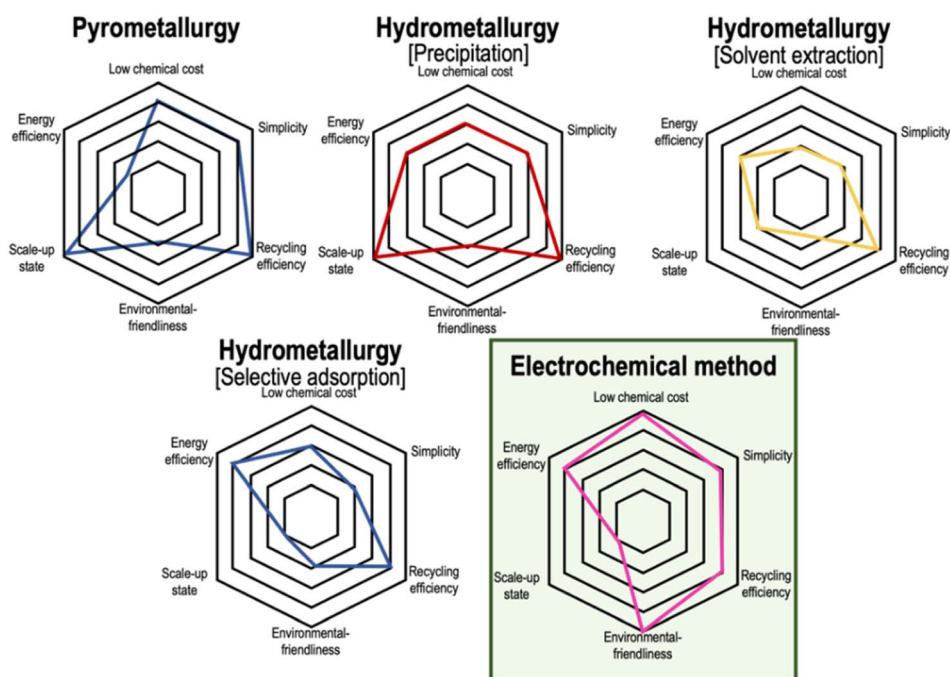 Pyrometallurgy
Low chemical cost
Energy
efficiency
Simplicity
Scale-up
state
Recycling
efficiency
Environmental-
friendliness
Hydrometallurgy
[Precipitation]
Low chemical cost
Energy
efficiency
Simplicity
Scale-up
state
Recycling
efficiency
Environmental-
friendliness
Hydrometallurgy
[Solvent extraction]
Low chemical cost
Energy
efficiency
Simplicity
Scale-up
state
Recycling
efficiency
Environmental-
friendliness
Hydrometallurgy
[Selective adsorption]
Low chemical cost
Energy
efficiency
Simplicity
Scale-up
state
Recycling
efficiency
Environmental-
friendliness
Electrochemical method
Low chemical cost
Energy
efficiency
Simplicity
Scale-up
state
Recycling
efficiency
Environmental-
friendliness